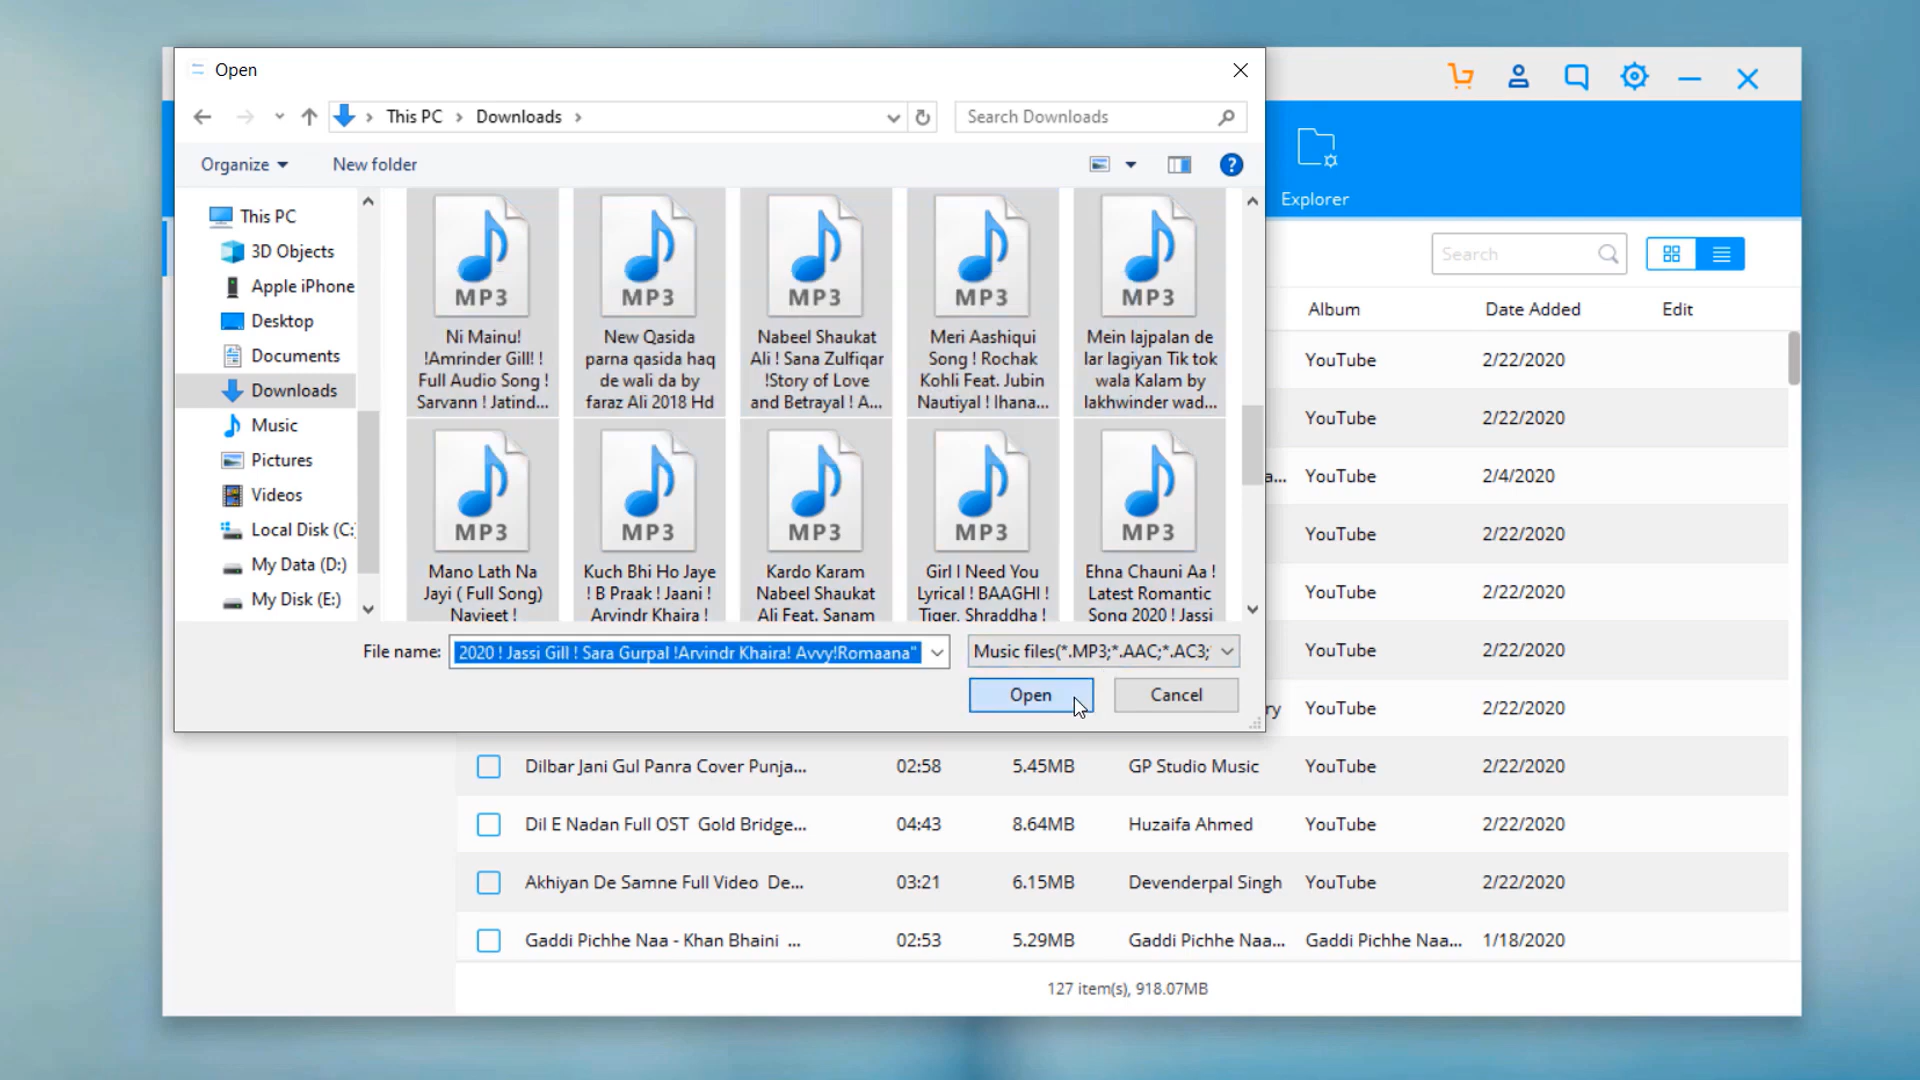 Open
This PC
Downloads
Search Downloads
Organize
New folder
This PC
3D Objects
Apple iPhone
Desktop
Documents
Downloads
Music
Pictures
Videos
Local Disk (C:
My Data (D:)
My Disk (E:)
MP3
MP3
MP3
MP3
MP3
Ni Mainu!
!Amrinder Gill! !
Full Audio Song !
Sarvann ! Jatind...
New Qasida
parna qasida haq
de wali da by
faraz Ali 2018 Hd
Nabeel Shaukat
Ali ! Sana Zulfiqar
!Story of Love
and Betrayal ! A...
Meri Aashiqui
Song ! Rochak
Kohli Feat. Jubin
Nautiyal ! Ihana...
Mein lajpalan de
lar lagiyan Tik tok
wala Kalam by
lakhwinder wad...
MP3
MP3
MP3
MP3
MP3
Mano Lath Na
Jayi ( Full Song)
Navjeet !
Kuch Bhi Ho Jaye
! B Praak ! Jaani !
Arvindr Khaira !
Kardo Karam
Nabeel Shaukat
Ali Feat. Sanam
Girl I Need You
Lyrical ! BAAGHI !
Tiger, Shraddha !
Ehna Chauni Aa !
Latest Romantic
Song 2020 ! Jassi
File name:
2020 ! Jassi Gill ! Sara Gurpal !Arvindr Khaira! Avvy!Romaana"
Music files(*.MP3;*.AAC;*.AC3;
Open
Cancel
Explorer
Search
Album Date Added Edit
YouTube 2/22/2020
YouTube 2/22/2020
a... YouTube 2/4/2020
YouTube 2/22/2020
YouTube 2/22/2020
YouTube 2/22/2020
ry YouTube 2/22/2020
Dilbar Jani Gul Panra Cover Punja... 02:58 5.45MB GP Studio Music YouTube 2/22/2020
Dil E Nadan Full OST Gold Bridge... 04:43 8.64MB Huzaifa Ahmed YouTube 2/22/2020
Akhiyan De Samne Full Video De... 03:21 6.15MB Devenderpal Singh YouTube 2/22/2020
Gaddi Pichhe Naa - Khan Bhaini ... 02:53 5.29MB Gaddi Pichhe Naa... Gaddi Pichhe Naa... 1/18/2020
127 item(s), 918.07MB